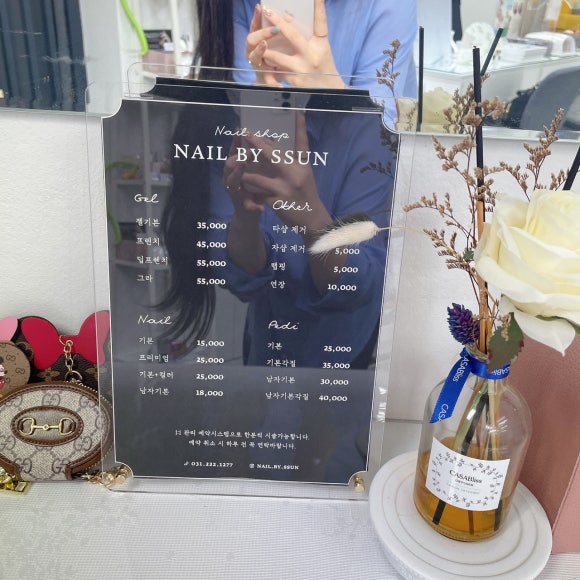 Nail shop
NAIL BY SSUN
Gel
젤기본 35,000
프렌치 45,000
딥프렌치 55,000
그라 55,000
Other
타샵 제거
자샵 제거 5,000
랩핑 5,000
연장 10,000
Nail
기본 15,000
프리미엄 25,000
기본+컬러 25,000
남자기본 18,000
Pedi
기본 25,000
기본각질 35,000
남자기본 30,000
남자기본각질 40,000
1:1 관리 예약시스템으로 한분씩 시술가능합니다.
예약 취소 시 하루 전 꼭 연락바랍니다.
031.222.1277
NAIL_BY_SSUN
CASABliss
CASABliss